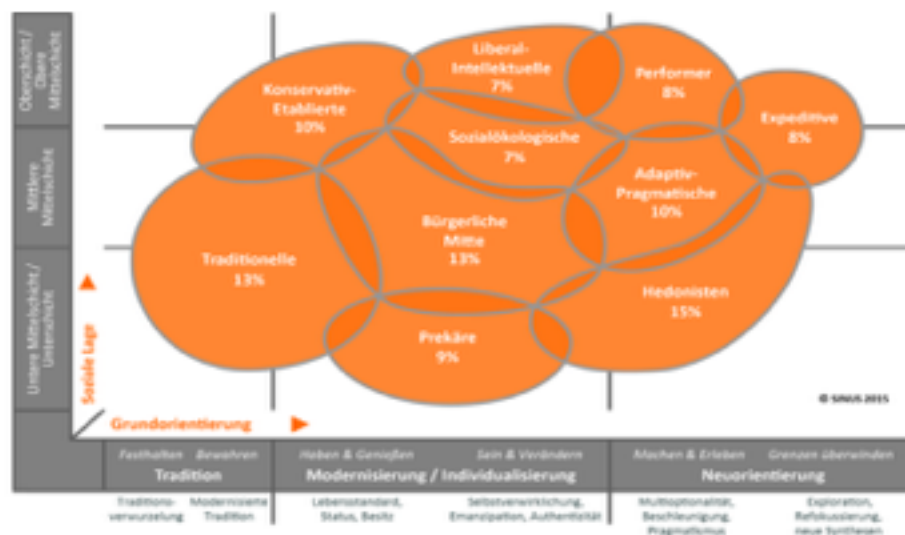 Oberschicht /
Obere
Mittelschicht
Mittlere
Mittelschicht
Untere Mittelschicht /
Unterschicht
Soziale Lage
Konservativ-
Etablierte
10%
Liberal-
Intellektuelle
7%
Performer
8%
Expeditive
8%
Sozialökologische
7%
Adaptiv-
Pragmatische
10%
Traditionelle
13%
Bürgerliche
Mitte
13%
Hedonisten
15%
Prekäre
9%
© SINUS 2015
Grundorientierung
Festhalten Bewahren
Tradition
Haben & Genießen Sein & Verändern
Modernisierung / Individualisierung
Machen & Erleben Grenzen überwinden
Neuorientierung
Traditions-
verwurzelung
Modernisierte
Tradition
Lebensstandard,
Status, Besitz
Selbstverwirklichung,
Emanzipation, Authentizität
Multioptionalität,
Beschleunigung,
Pragmatismus
Exploration,
Refokussierung,
neue Synthesen